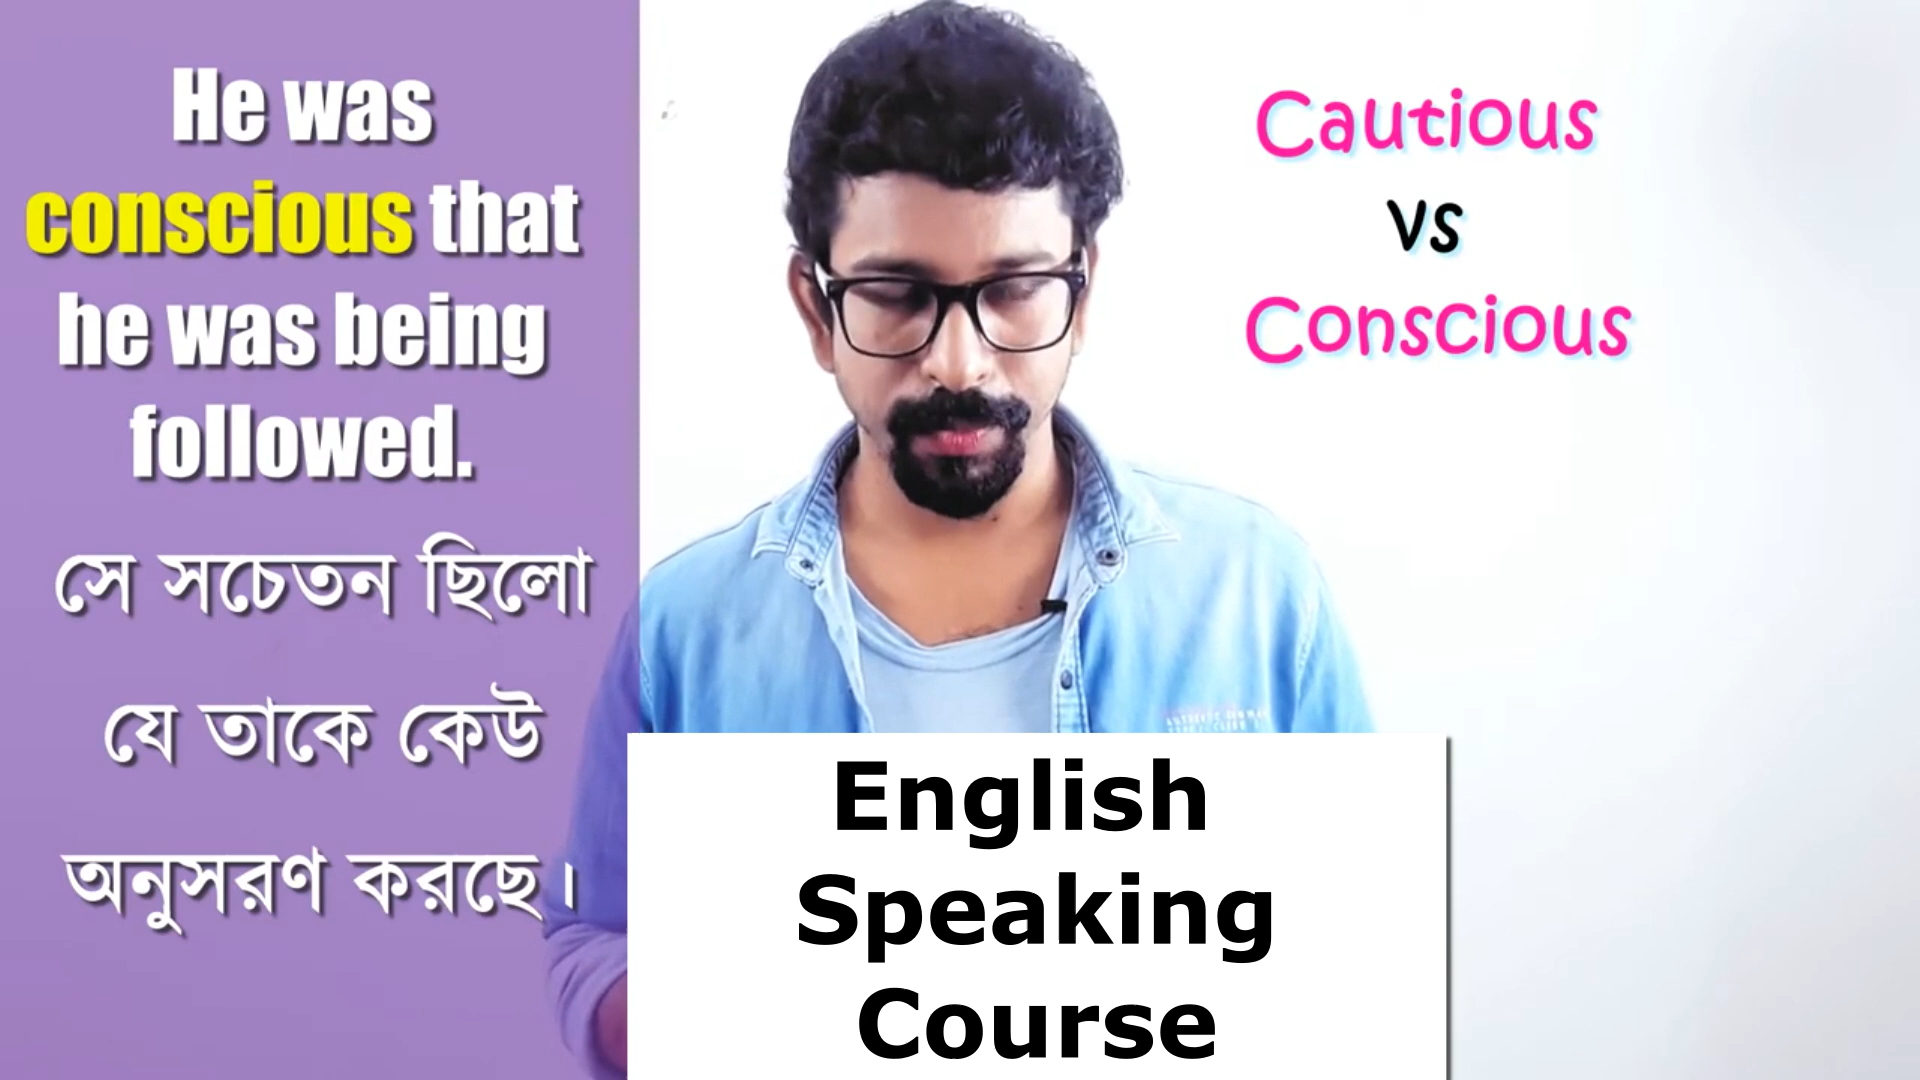 He was
conscious that
he was being
followed.
সে সচেতন ছিলো
যে তাকে কেউ
অনুসরণ করছে।
Cautious
vs
Conscious
English
Speaking
Course